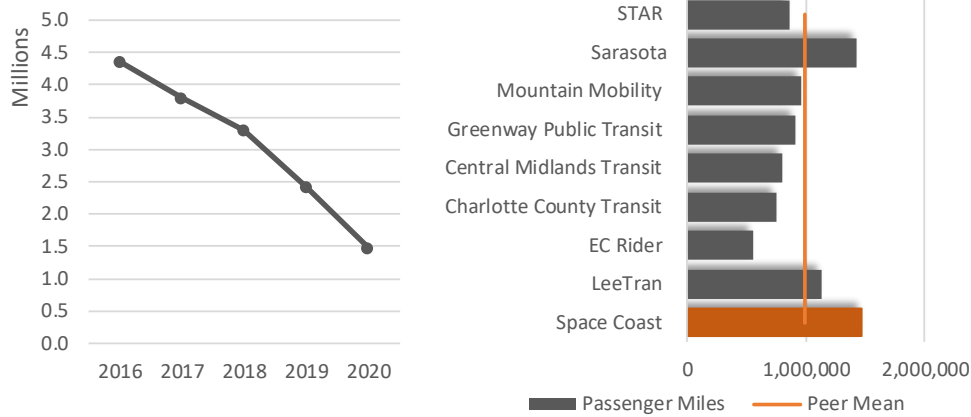 Millions
5.0
4.5
4.0
3.5
3.0
2.5
2.0
1.5
1.0
0.5
0.0
2016 2017 2018 2019 2020
STAR
Sarasota
Mountain Mobility
Greenway Public Transit
Central Midlands Transit
Charlotte County Transit
EC Rider
LeeTran
Space Coast
0 1,000,000 2,000,000
Passenger Miles Peer Mean